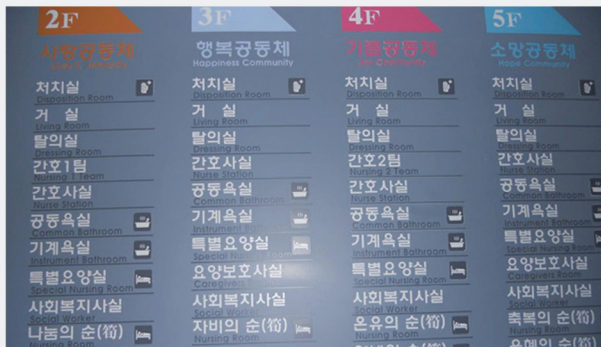 2F
사랑공동체
처치실
Disposition Room
거 실
Living Room
탈의실
Dressing Room
간호1팀
Nursing 1 Team
간호사실
Nurse Station
공동욕실
Common Bathroom
기계욕실
Instrument Bathroom
특별요양실
Special Nursing Room
사회복지사실
Social Worker
나눔의 순(筍)
Nursing Room
3F
행복공동체
Happiness Community
처치실
Disposition Room
거 실
Living Room
탈의실
Dressing Room
간호사실
Nurse Station
공동욕실
Common Bathroom
기계욕실
Instrument
특별요양실
Special Nursing Room
요양보호사실
Caregivers
사회복지사실
Social Worker
자비의 순(筍)
Nursing Room
4F
기쁨공동체
Joy Community
처치실
Disposition Room
거 실
Living Room
탈의실
Dressing Room
간호2팀
Nursing 2 Team
간호사실
Nurse Station
공동욕실
Common Bathroom
기계욕실
Instrument Bathroom
특별요양실
Special Nursing Room
사회복지사실
Social Worker
온유의 순(筍)
Nursing Room
5F
소망공동체
Hope Community
처치실
Disposition Room
거 실
Living Room
탈의실
Dressing Room
간호사실
Nurse Station
공동욕실
Common Bathroom
기계욕실
Instrument Bathroom
특별요양실
Special Nursing Room
요양보호사실
Caregivers Room
사회복지사실
Social Worker
축복의 순(筍)
Nursing Room